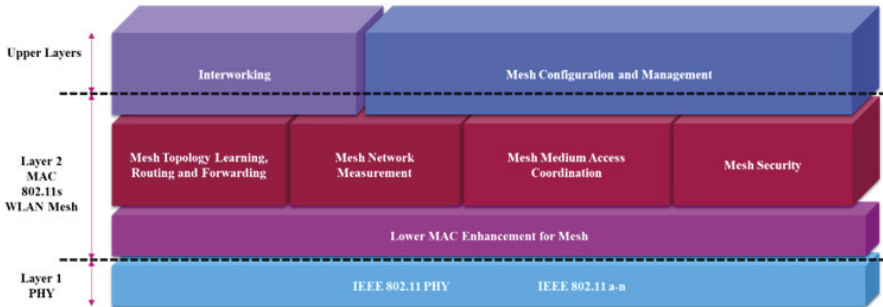 Upper Layers
Interworking
Mesh Configuration and Management
Layer 2
MAC
802.11s
WLAN Mesh
Mesh Topology Learning,
Routing and Forwarding
Mesh Network
Measurement
Mesh Medium Access
Coordination
Mesh Security
Lower MAC Enhancement for Mesh
Layer 1
PHY
IEEE 802.11 PHY
IEEE 802.11 a-n